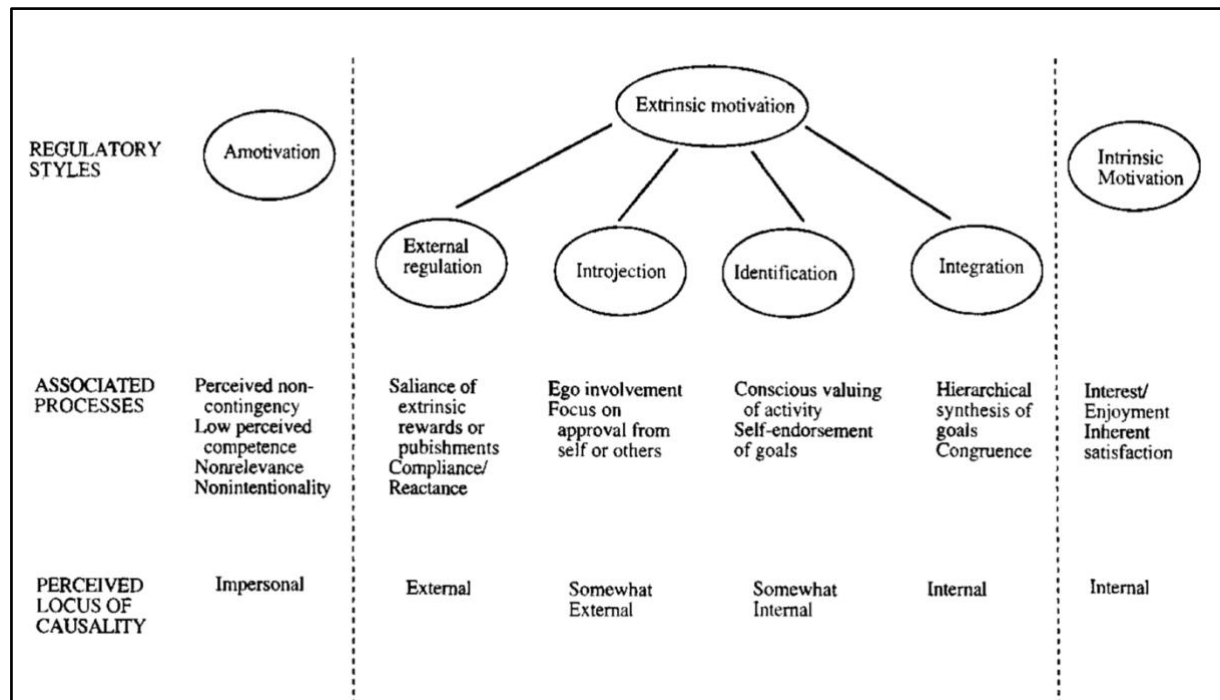 Extrinsic motivation
REGULATORY
STYLES
Amotivation
Intrinsic
Motivation
External
regulation
Introjection
Identification
Integration
ASSOCIATED
PROCESSES
Perceived non-
contingency
Low perceived
competence
Nonrelevance
Nonintentionality
Saliance of
extrinsic
rewards or
pubishments
Compliance/
Reactance
Ego involvement
Focus on
approval from
self or others
Conscious valuing
of activity
Self-endorsement
of goals
Hierarchical
synthesis of
goals
Congruence
Interest/
Enjoyment
Inherent
satisfaction
PERCEIVED
LOCUS OF
CAUSALITY
Impersonal
External
Somewhat
External
Somewhat
Internal
Internal
Internal